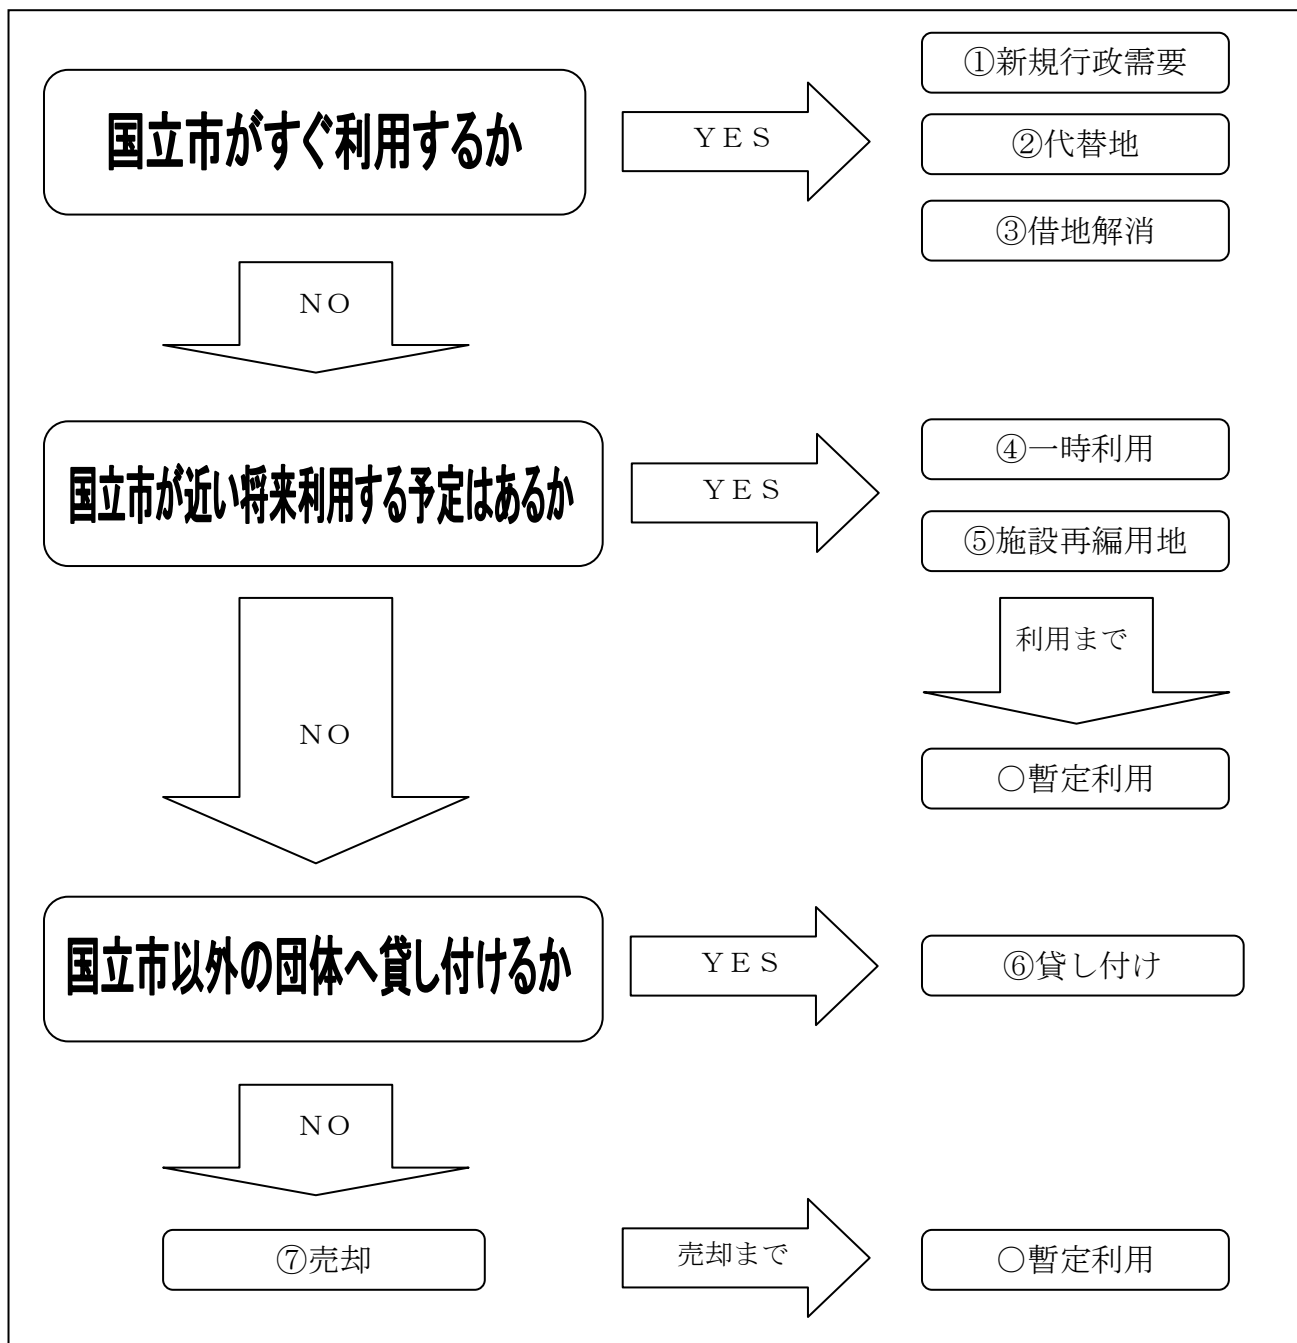 国立市がすぐ利用するか
ＹＥＳ
①新規行政需要
②代替地
③借地解消
ＮＯ
国立市が近い将来利用する予定はあるか
ＹＥＳ
④一時利用
⑤施設再編用地
利用まで
○暫定利用
ＮＯ
国立市以外の団体へ貸し付けるか
ＹＥＳ
⑥貸し付け
ＮＯ
⑦売却
売却まで
○暫定利用